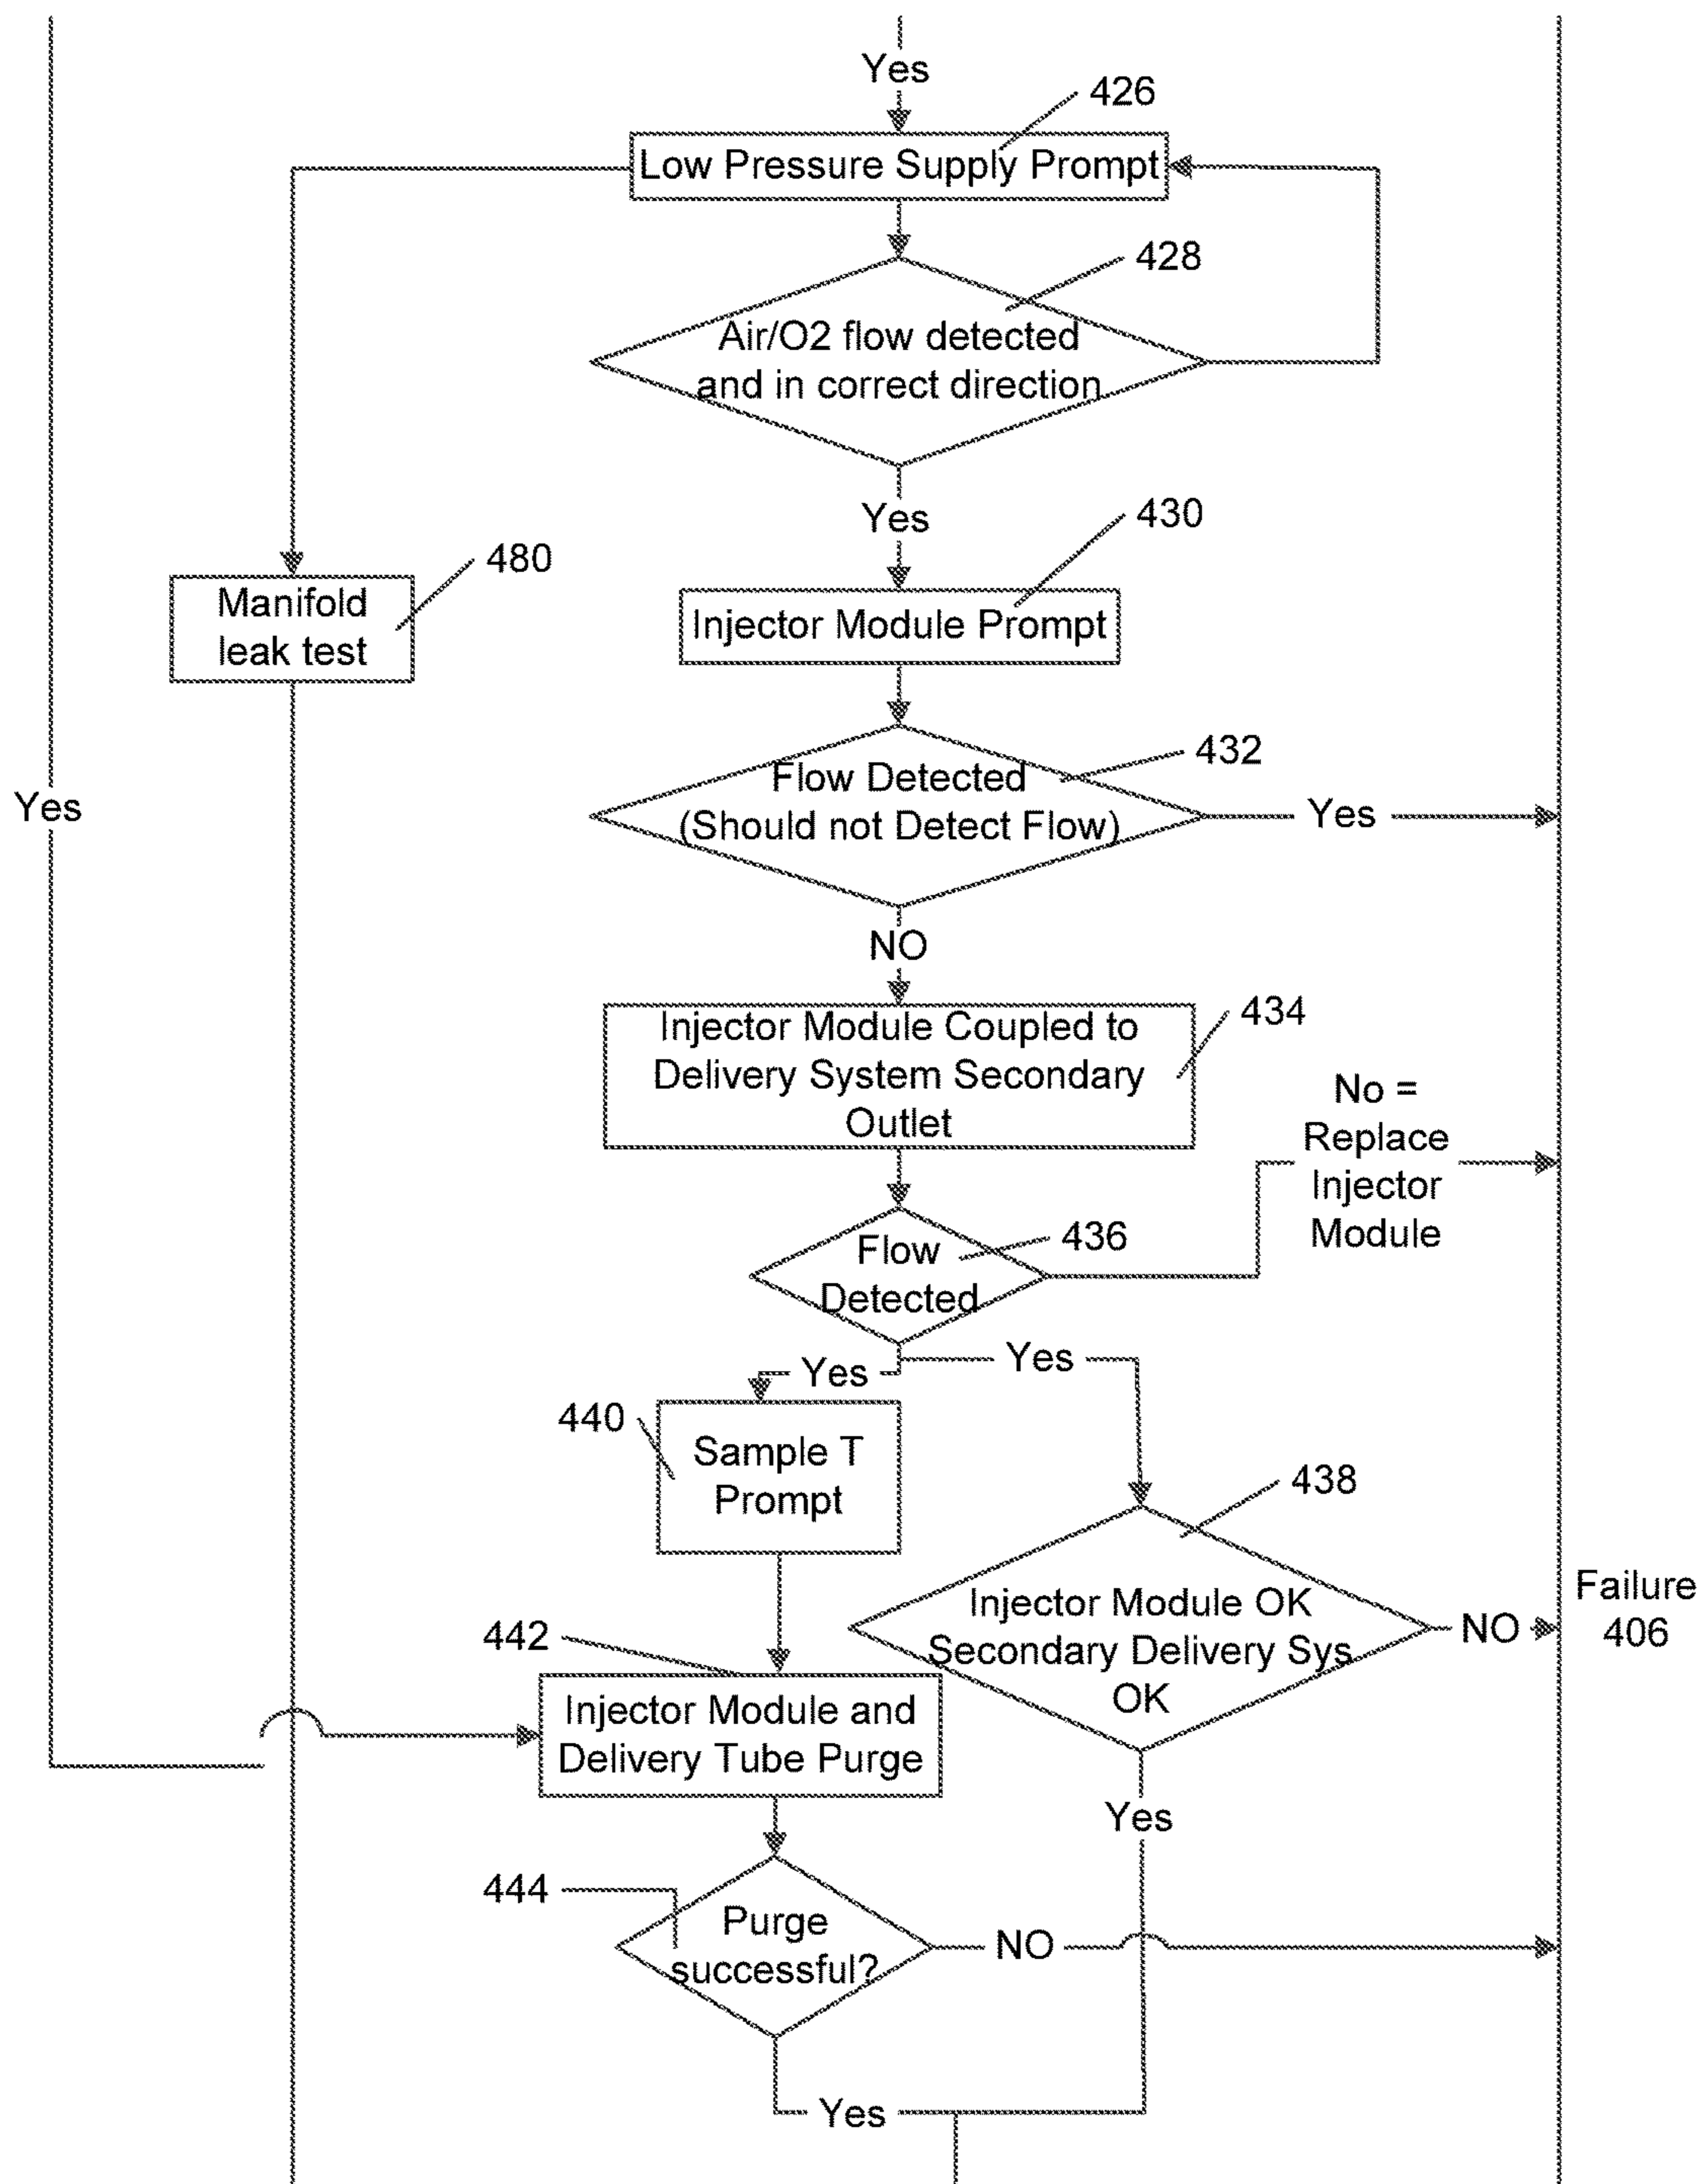 Yes
426
Low Pressure Supply Prompt
428
Air/O2 flow detected
and in correct direction
Yes
430
480
Manifold
leak test
Injector Module Prompt
432
Flow Detected
(Should not Detect Flow)
Yes
Yes
NO
434
Injector Module Coupled to
Delivery System Secondary
Outlet
No =
Replace
Injector
Module
436
Flow
Detected
Yes
Yes
440
Sample T
Prompt
438
Injector Module OK
Secondary Delivery Sys
OK
NO
Failure
406
442
Injector Module and
Delivery Tube Purge
Yes
444
Purge
successful?
NO
Yes